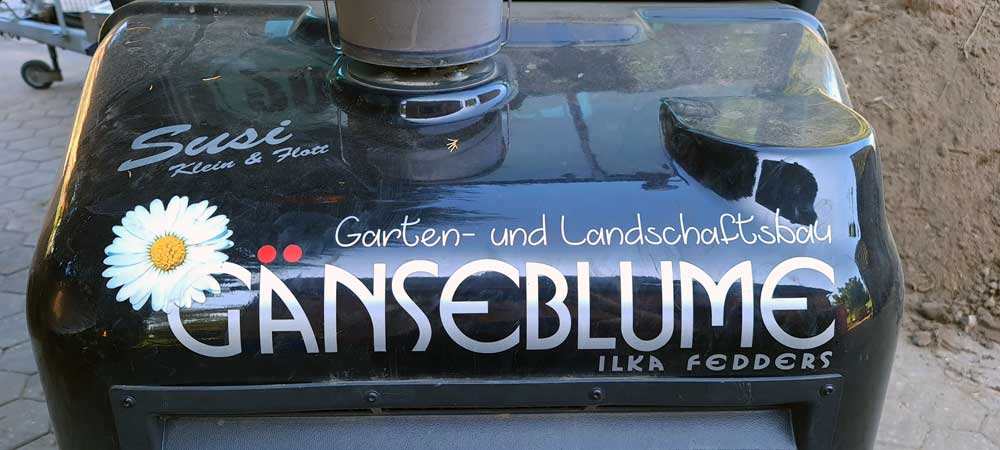 Susi
Klein & Flott
Garten- und Landschaftsbau
GÄNSEBLUME
ILKA FEDDERS